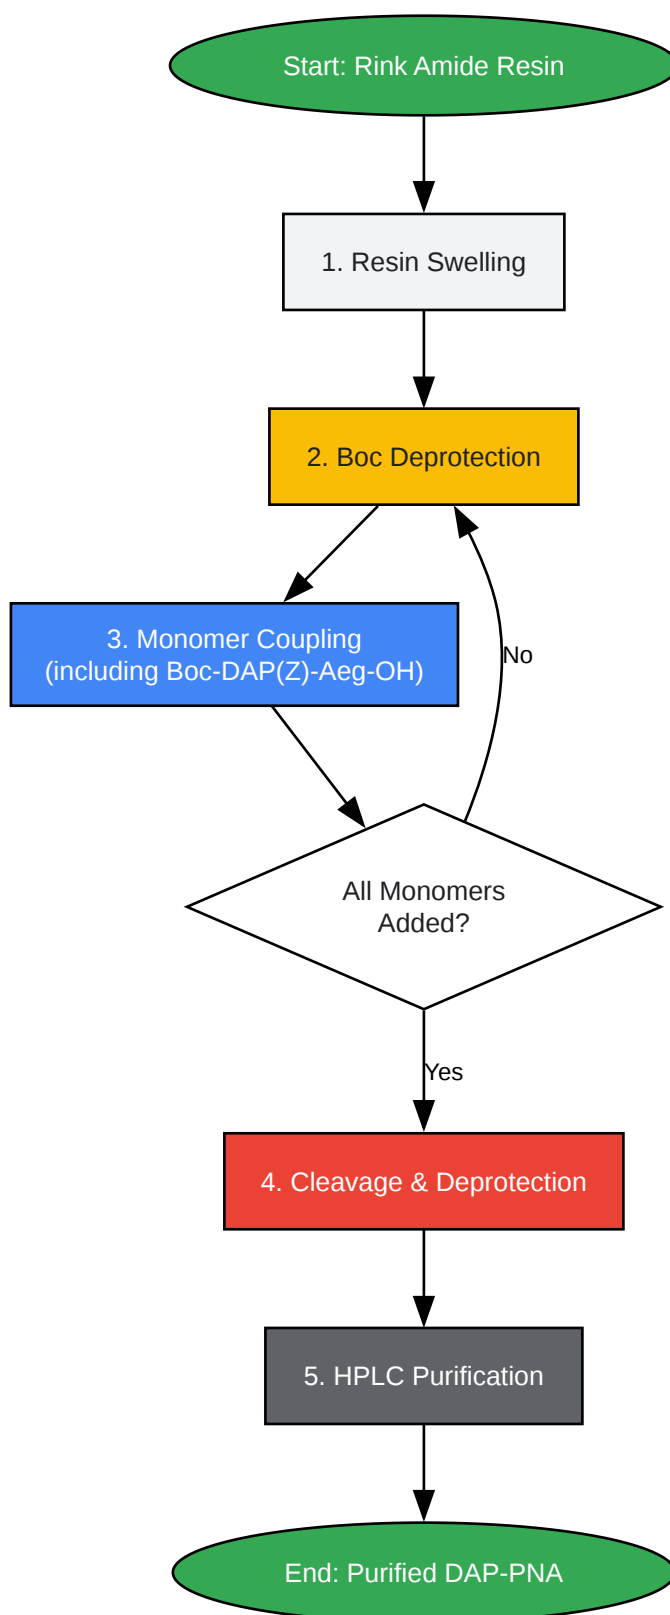 Start: Rink Amide Resin
1. Resin Swelling
2. Boc Deprotection
3. Monomer Coupling
(including Boc-DAP(Z)-Aeg-OH)
No
All Monomers
Added?
Yes
4. Cleavage & Deprotection
5. HPLC Purification
End: Purified DAP-PNA